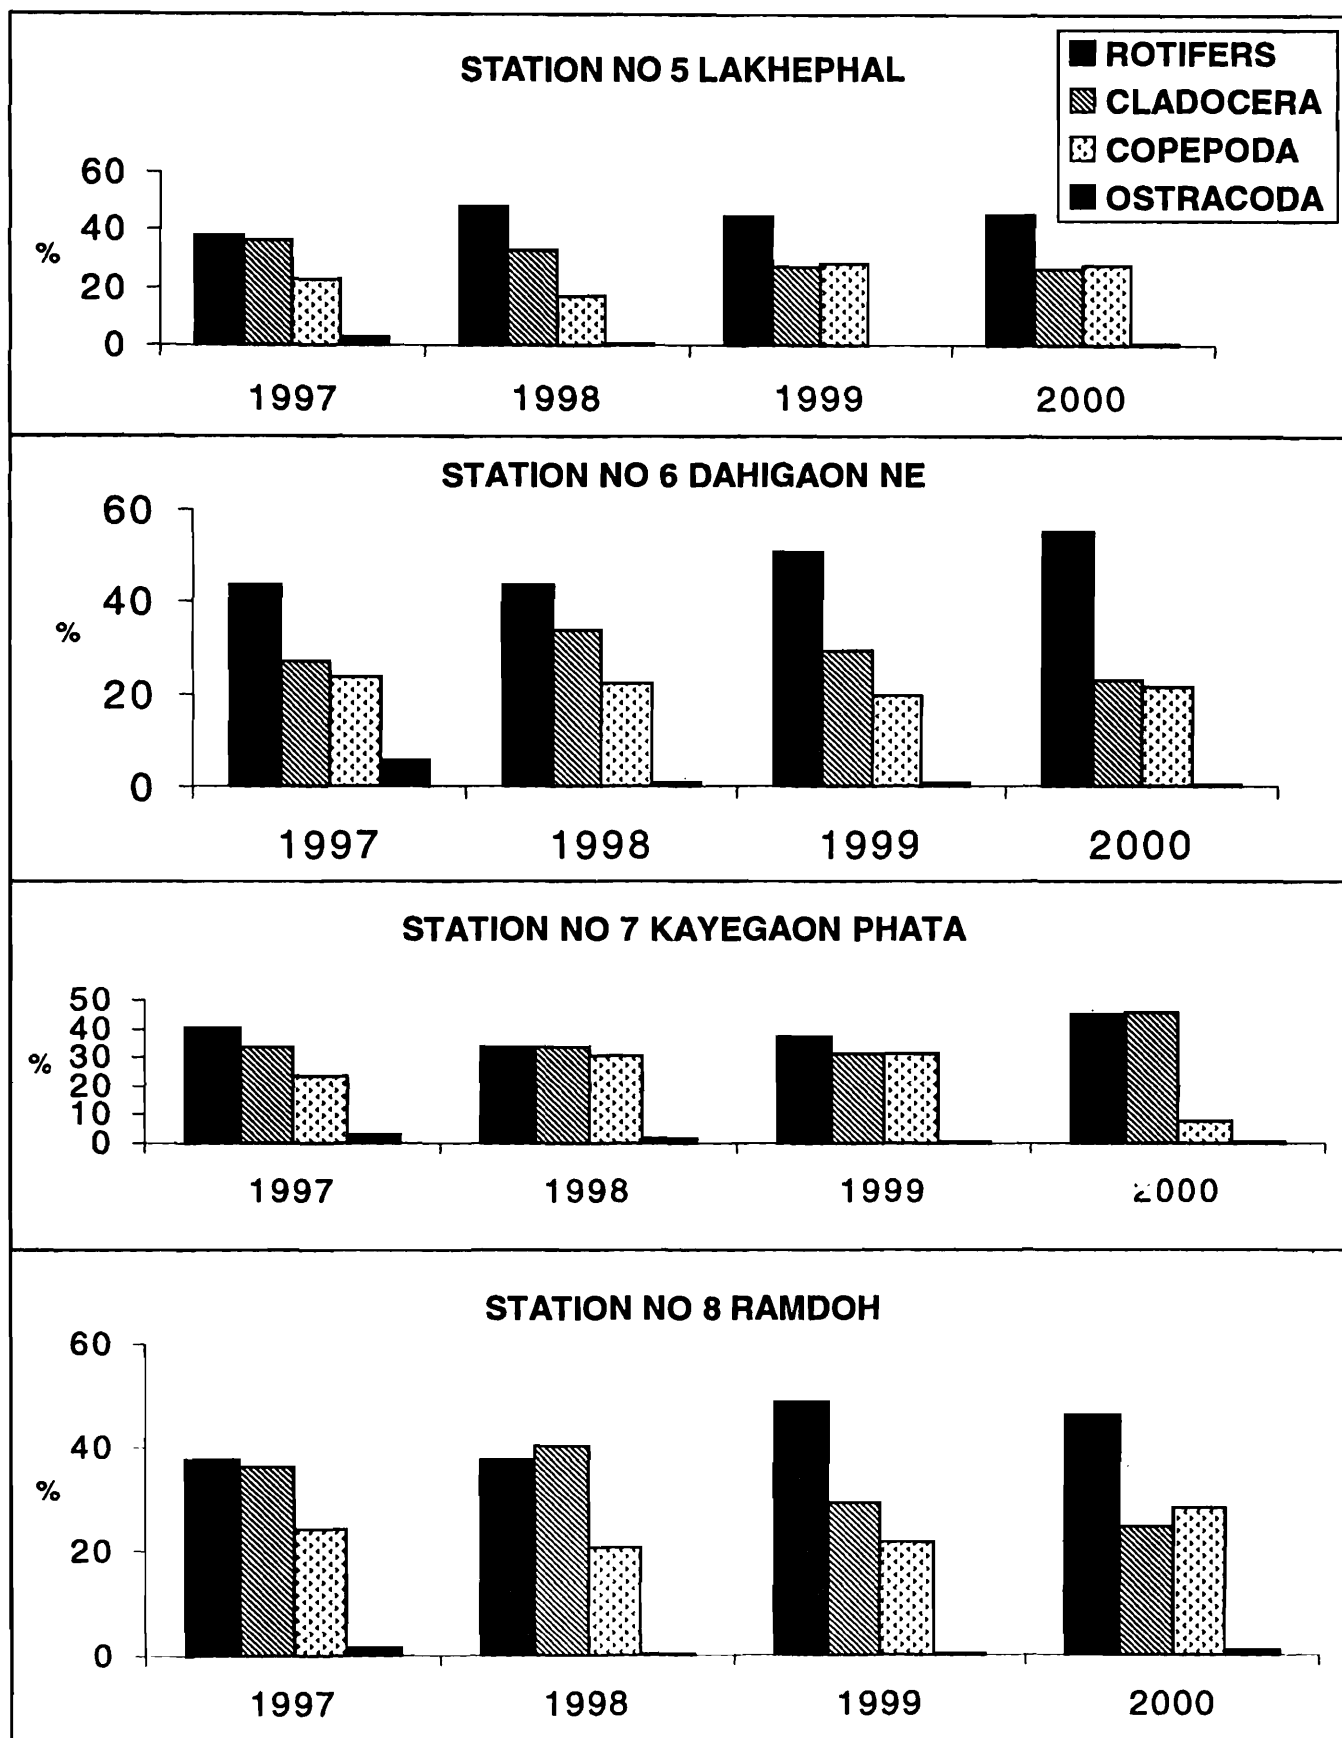 STATION NO 5 LAKHEPHAL
ROTIFERS
CLADOCERA
COPEPODA
OSTRACODA
60
40
20
0
%
1997 1998 1999 2000
STATION NO 6 DAHIGAON NE
60
40
20
0
%
1997 1998 1999 2000
STATION NO 7 KAYEGAON PHATA
50
40
30
20
10
0
%
1997 1998 1999 2000
STATION NO 8 RAMDOH
60
40
20
0
%
1997 1998 1999 2000